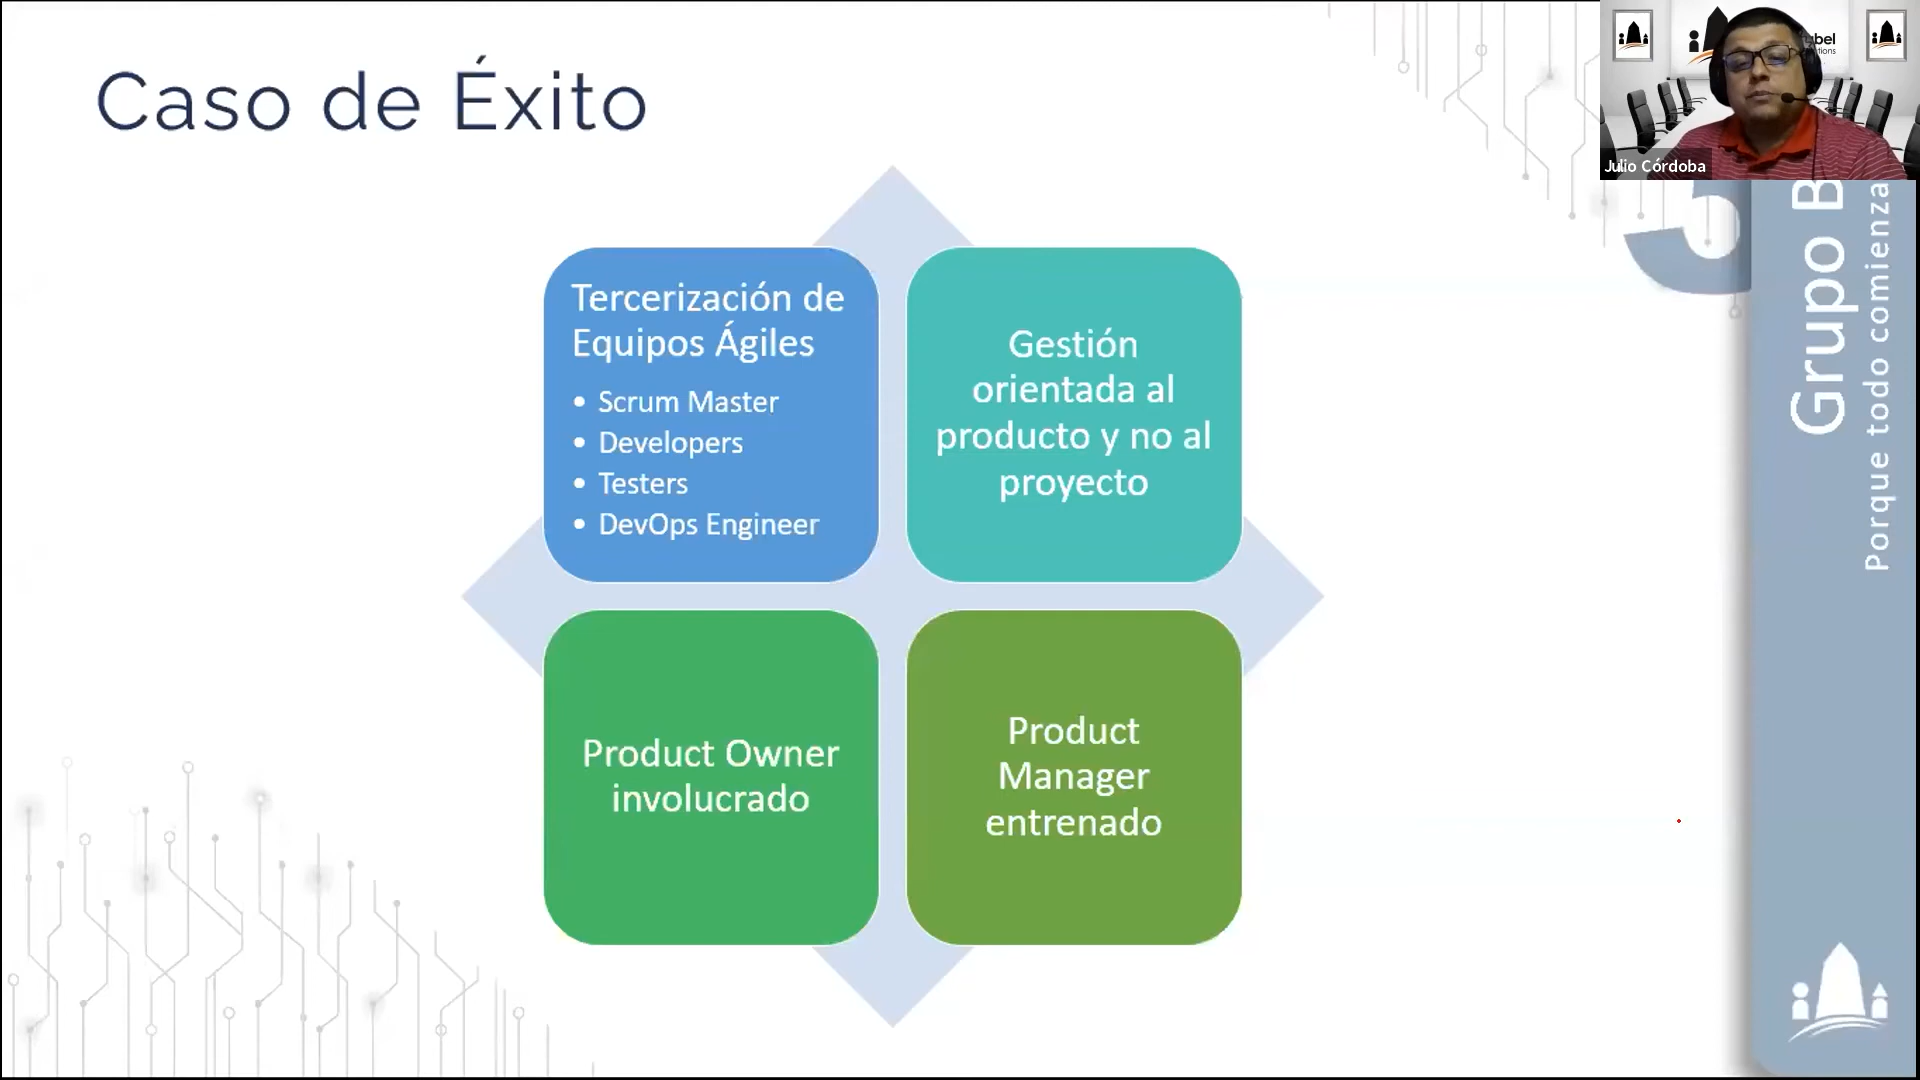 Caso de Éxito
Tercerización de
Equipos Ágiles
• Scrum Master
• Developers
• Testers
• DevOps Engineer
Gestión
orientada al
producto y no al
proyecto
Product Owner
involucrado
Product
Manager
entrenado
Julio Córdoba
Grupo B
Porque todo comienza